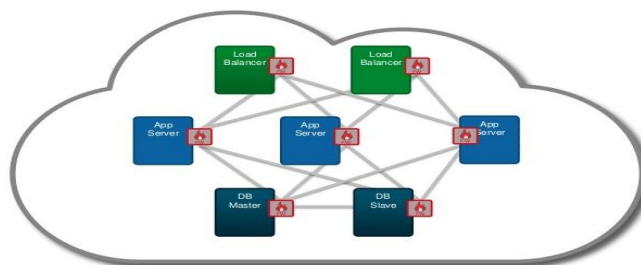 Load
Balancer
Load
Balancer
App
Server
App
Server
App
Server
DB
Master
DB
Slave